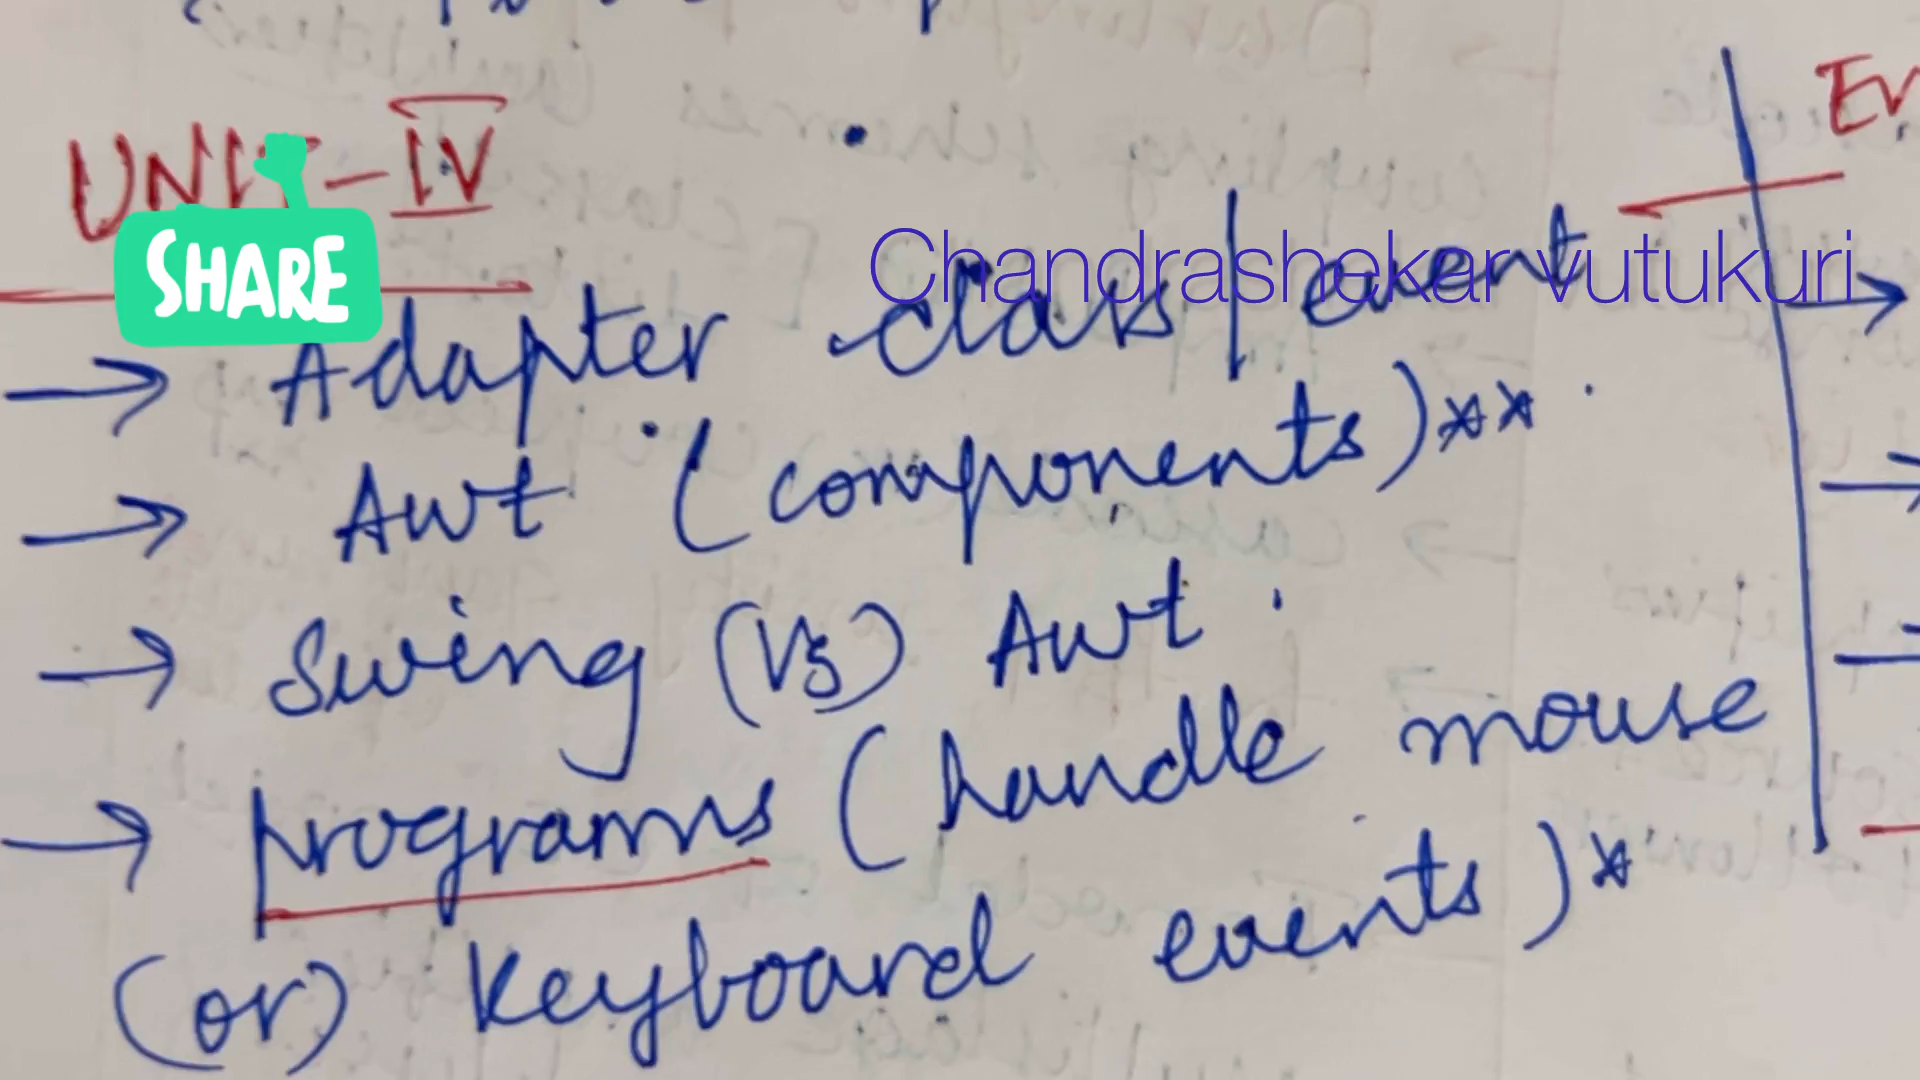 UNIT-IV
SHARE
Chandrashekar vutukuri
→ Adapter class | event
→ Awt (components)**.
→ Swing (Vs) Awt.
→ programs (handle mouse
(or) keyboard events)*